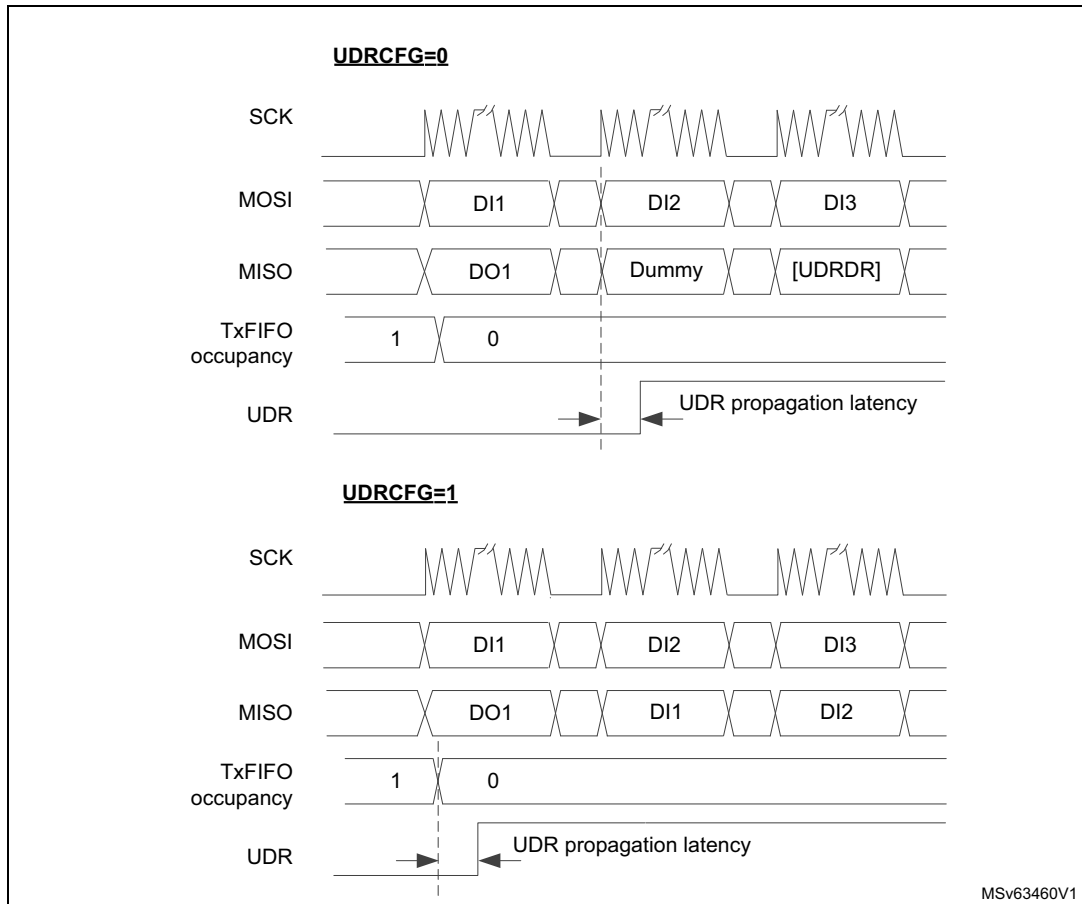 UDRCFG=0
SCK
MOSI DI1 DI2 DI3
MISO DO1 Dummy [UDRDR]
TxFIFO
occupancy
1 0
UDR
UDR propagation latency
UDRCFG=1
SCK
MOSI DI1 DI2 DI3
MISO DO1 DI1 DI2
TxFIFO
occupancy
1 0
UDR
UDR propagation latency
MSv63460V1